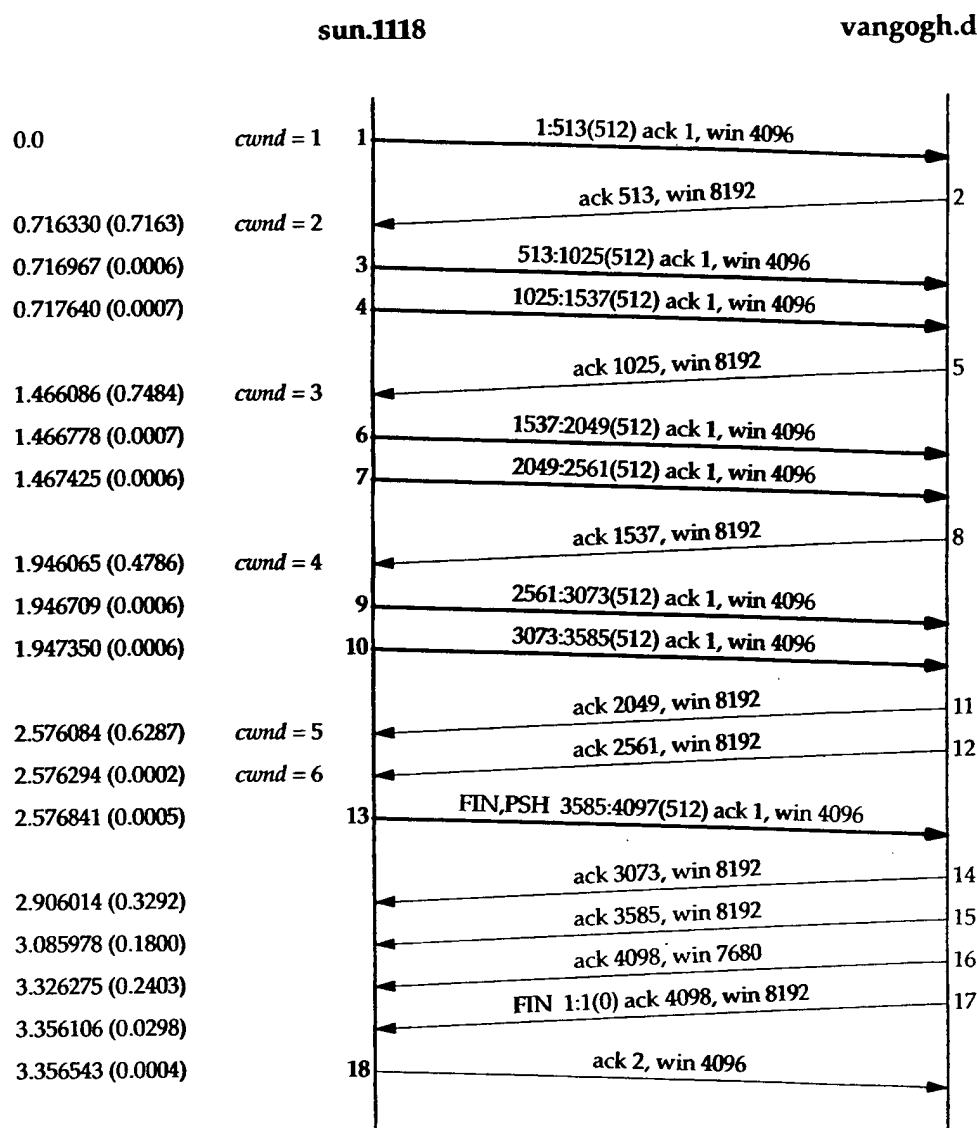 sun.1118 vangogh.d
0.0 cwnd = 1 1 1:513(512) ack 1, win 4096
ack 513, win 8192 2
0.716330 (0.7163) cwnd = 2
0.716967 (0.0006) 3 513:1025(512) ack 1, win 4096
0.717640 (0.0007) 4 1025:1537(512) ack 1, win 4096
ack 1025, win 8192 5
1.466086 (0.7484) cwnd = 3
1.466778 (0.0007) 6 1537:2049(512) ack 1, win 4096
1.467425 (0.0006) 7 2049:2561(512) ack 1, win 4096
ack 1537, win 8192 8
1.946065 (0.4786) cwnd = 4
1.946709 (0.0006) 9 2561:3073(512) ack 1, win 4096
1.947350 (0.0006) 10 3073:3585(512) ack 1, win 4096
ack 2049, win 8192 11
2.576084 (0.6287) cwnd = 5
ack 2561, win 8192 12
2.576294 (0.0002) cwnd = 6
2.576841 (0.0005) 13 FIN,PSH 3585:4097(512) ack 1, win 4096
ack 3073, win 8192 14
2.906014 (0.3292)
ack 3585, win 8192 15
3.085978 (0.1800)
ack 4098, win 7680 16
3.326275 (0.2403)
FIN 1:1(0) ack 4098, win 8192 17
3.356106 (0.0298)
3.356543 (0.0004) 18 ack 2, win 4096